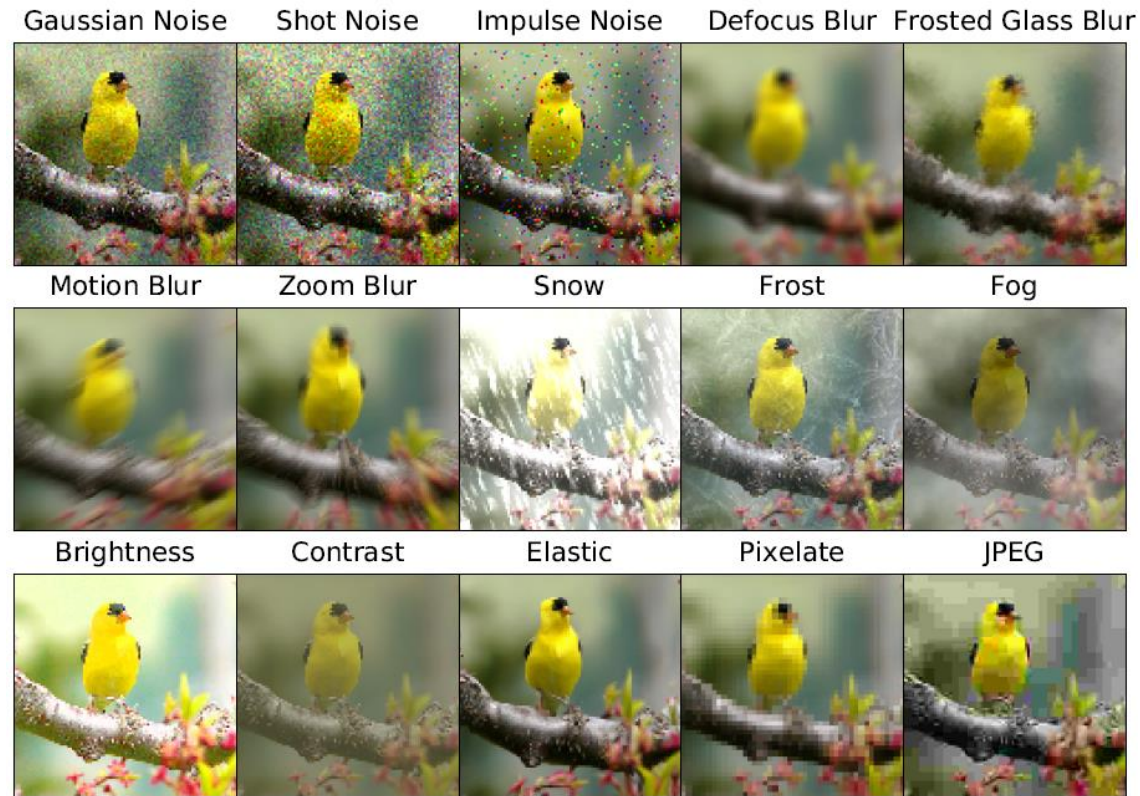 Gaussian Noise Shot Noise Impulse Noise Defocus Blur Frosted Glass Blur
Motion Blur Zoom Blur Snow Frost Fog
Brightness Contrast Elastic Pixelate JPEG